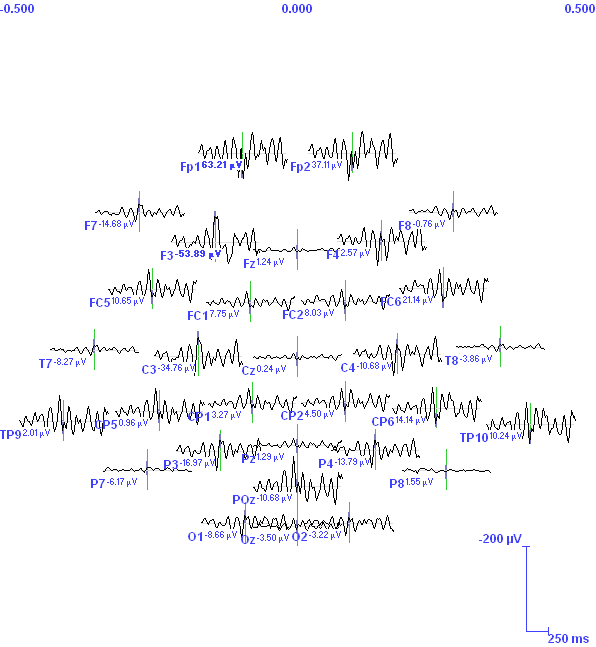 -0.500 0.000 0.500
Fp1 63.21 µV Fp2 37.11 µV
F7 -14.68 µV F8 -0.76 µV
F3 -53.89 µV Fz 1.24 µV F4 2.57 µV
FC5 10.65 µV FC1 7.75 µV FC2 8.03 µV FC6 21.14 µV
T7 -8.27 µV C3 -34.76 µV Cz 0.24 µV C4 -10.68 µV T8 -3.86 µV
TP9 2.01 µV CP5 0.96 µV CP1 3.27 µV CP2 4.50 µV CP6 14.14 µV TP10 10.24 µV
P7 -6.17 µV P3 -16.97 µV Pz 1.29 µV P4 -13.79 µV P8 1.55 µV
POz -10.68 µV
O1 -8.66 µV Oz -3.50 µV O2 -3.22 µV
-200 µV
250 ms